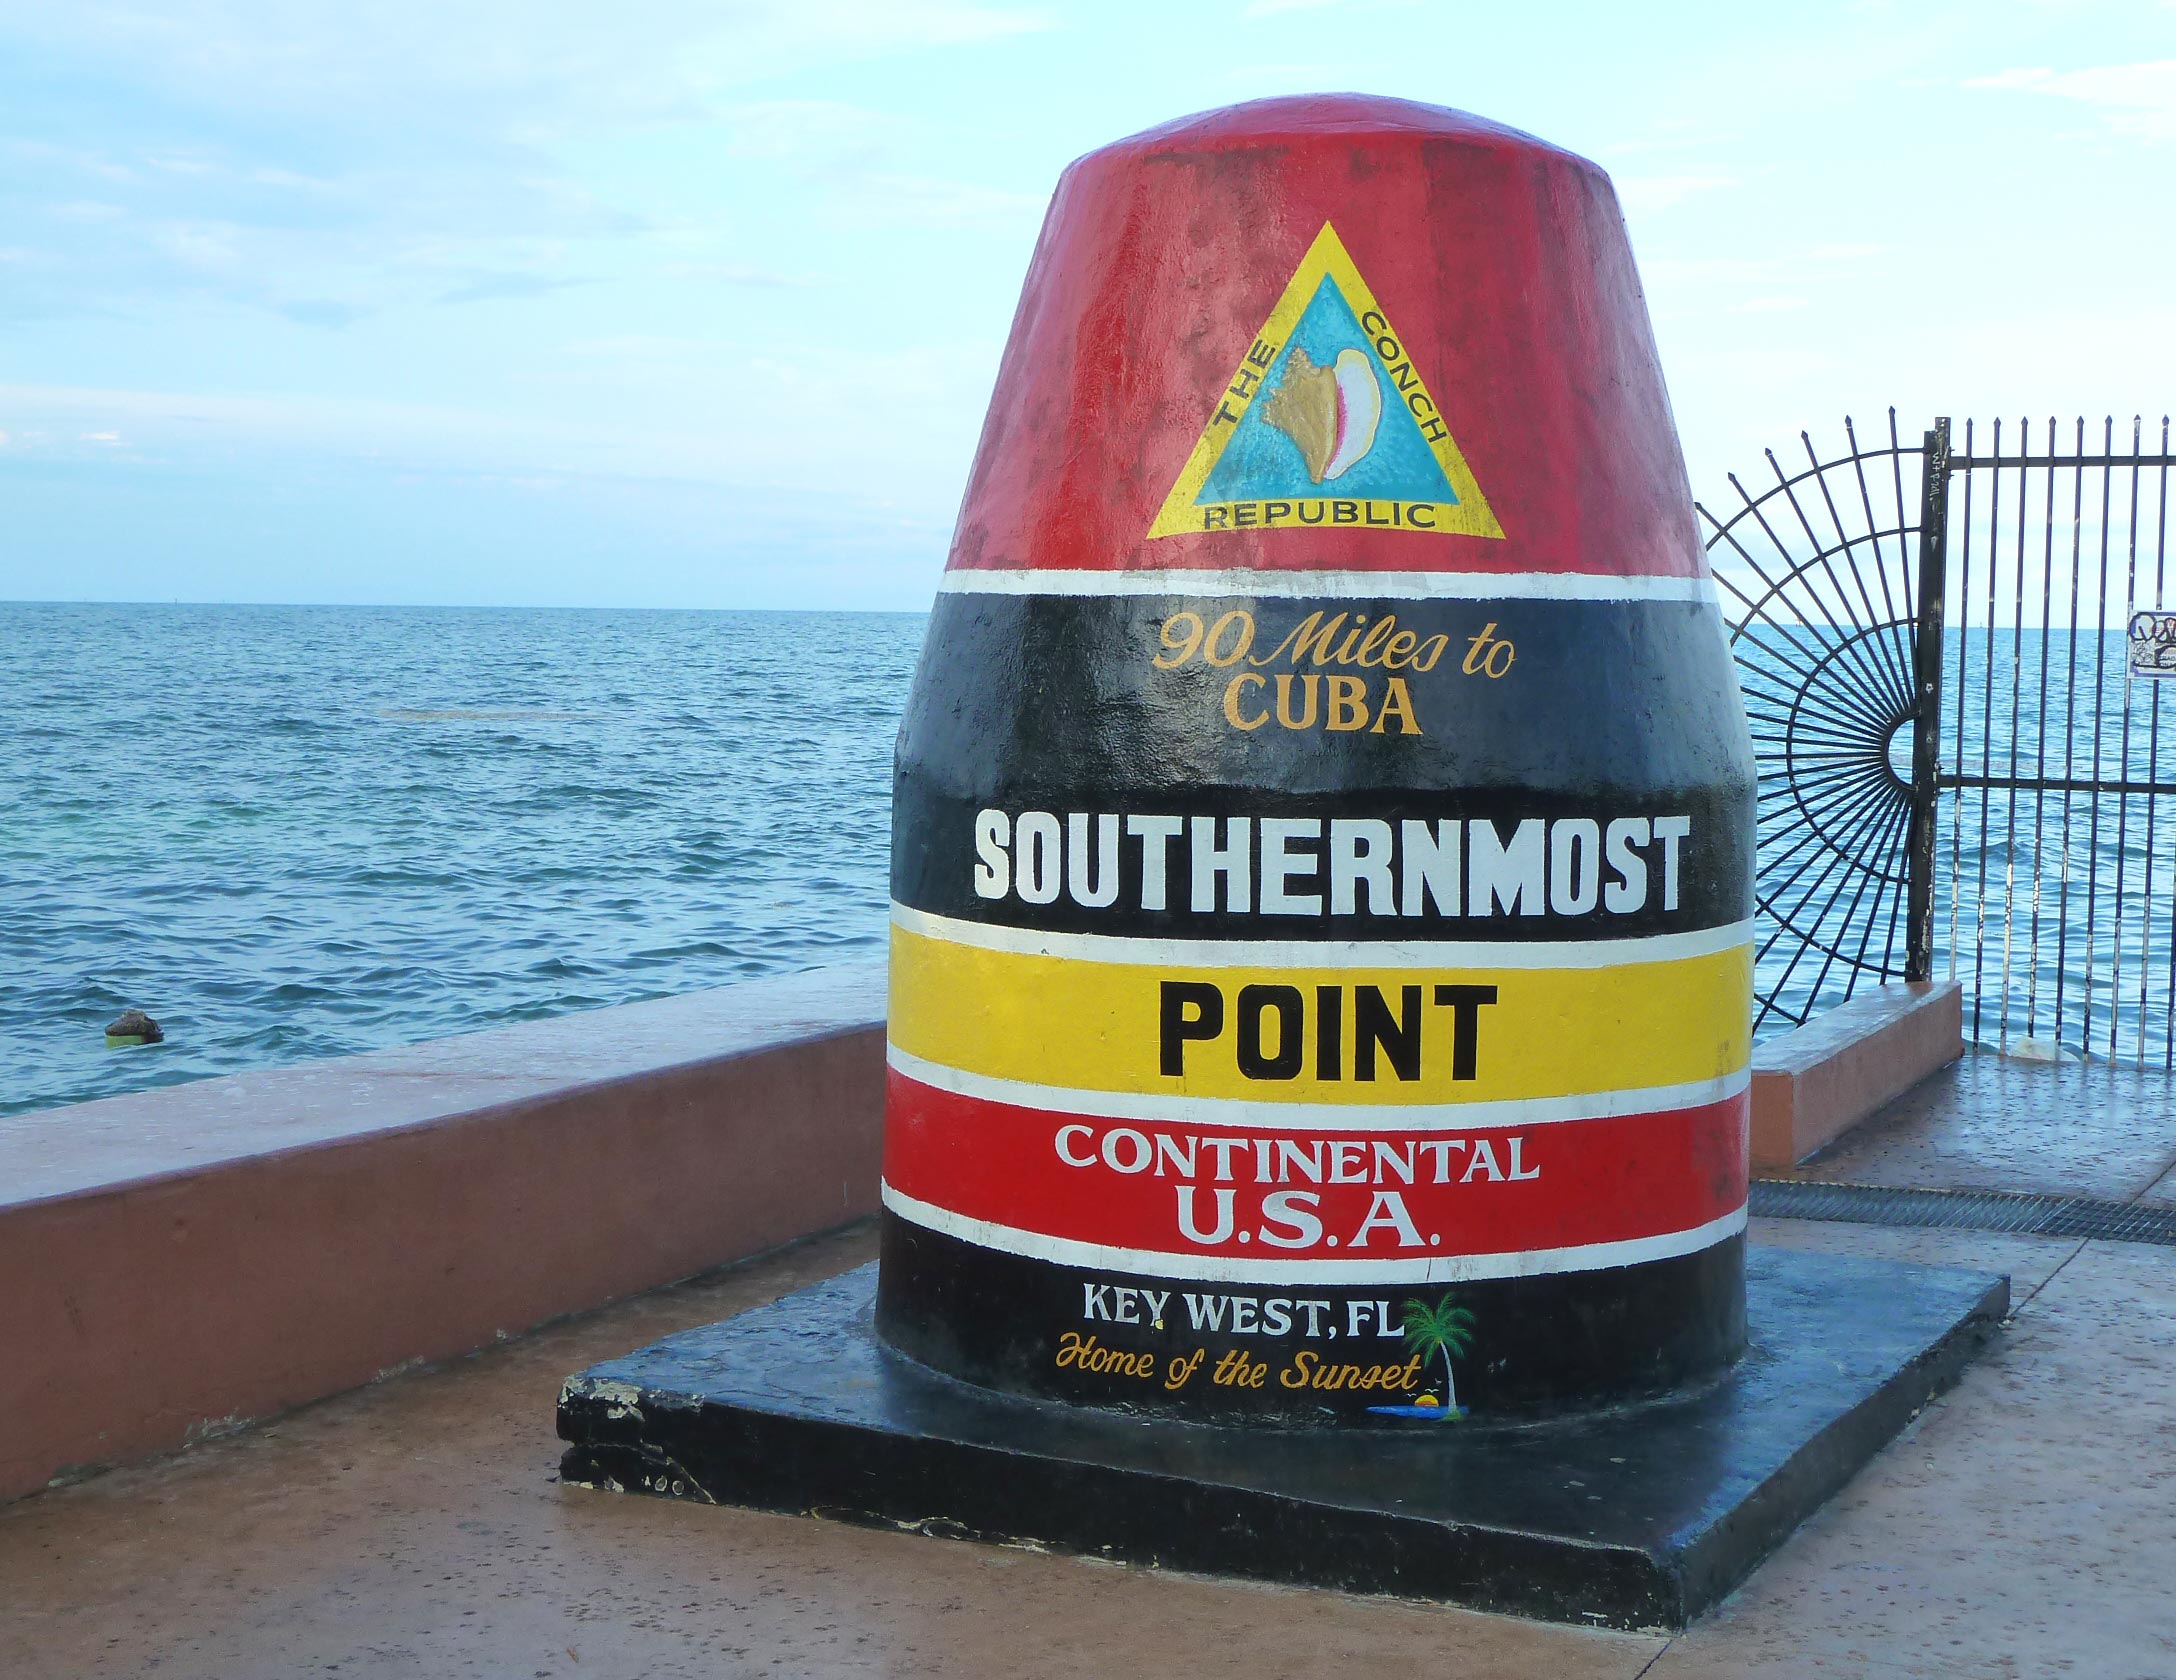 THE CONCH
REPUBLIC
90 Miles to
CUBA
SOUTHERNMOST
POINT
CONTINENTAL
U.S.A.
KEY WEST, FL
Home of the Sunset